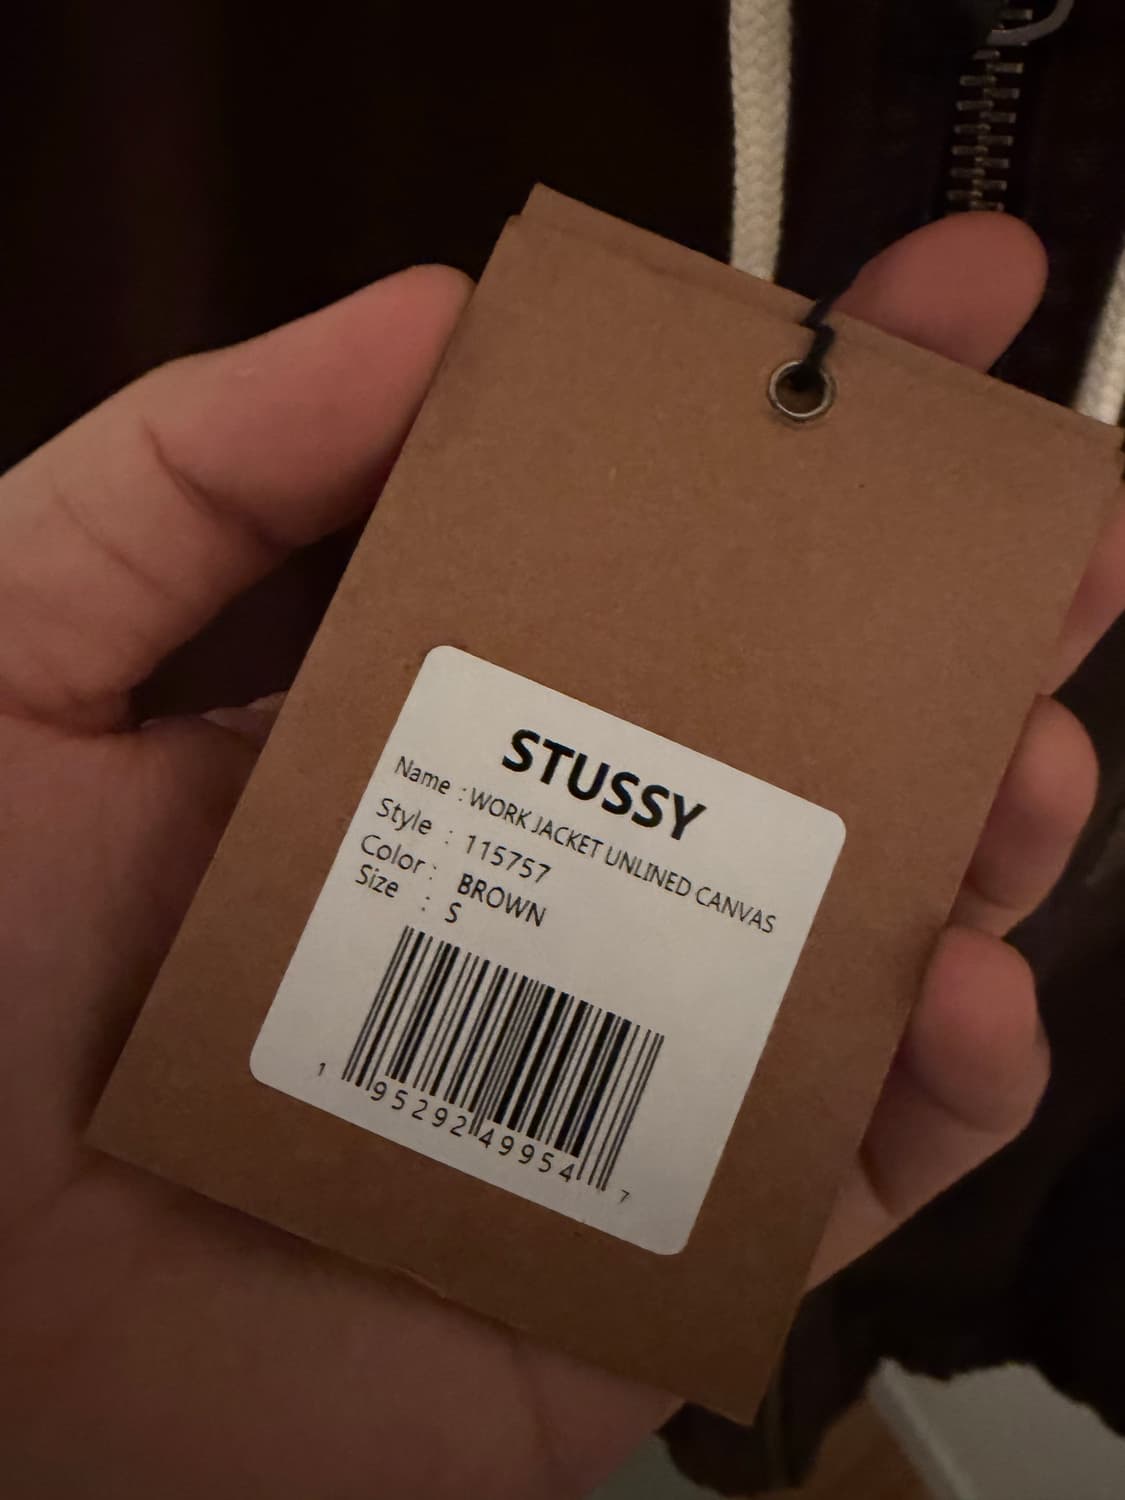 STUSSY
Name : WORK JACKET UNLINED CANVAS
Style : 115757
Color : BROWN
Size : S
1 95292 49954 7